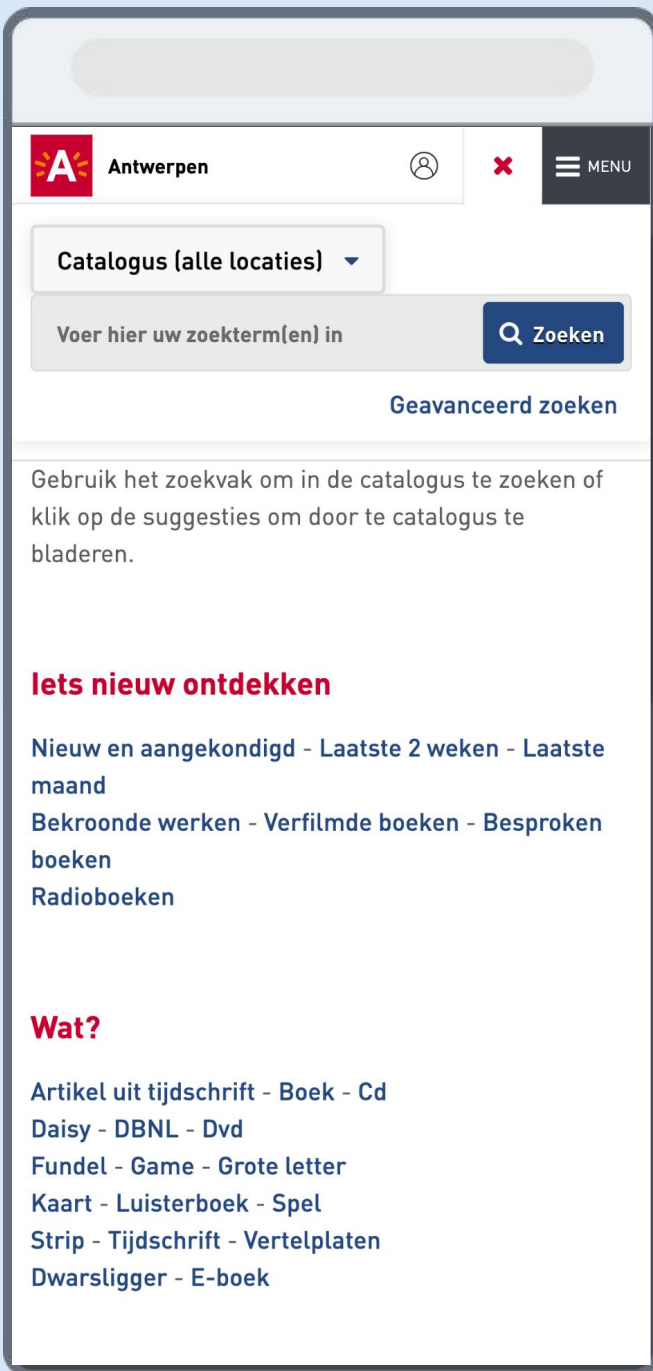 A Antwerpen MENU
Catalogus (alle locaties)
Voer hier uw zoekterm(en) in Zoeken
Geavanceerd zoeken
Gebruik het zoekvak om in de catalogus te zoeken of
klik op de suggesties om door te catalogus te
bladeren.
Iets nieuw ontdekken
Nieuw en aangekondigd - Laatste 2 weken - Laatste
maand
Bekroonde werken - Verfilmde boeken - Besproken
boeken
Radioboeken
Wat?
Artikel uit tijdschrift - Boek - Cd
Daisy - DBNL - Dvd
Fundel - Game - Grote letter
Kaart - Luisterboek - Spel
Strip - Tijdschrift - Vertelplaten
Dwarsligger - E-boek